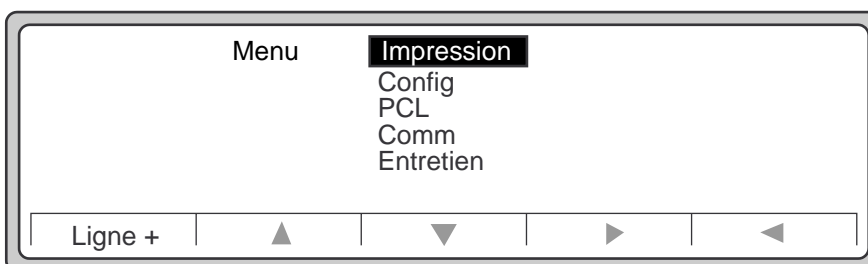 Menu Impression
Config
PCL
Comm
Entretien
Ligne +